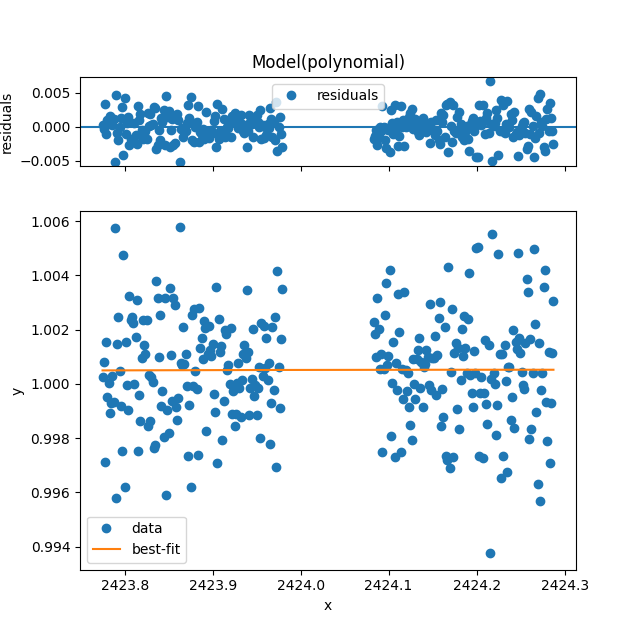 Model(polynomial)
residuals
0.005
0.000
−0.005
residuals
1.006
1.004
1.002
1.000
0.998
0.996
0.994
y
data
best-fit
2423.8 2423.9 2424.0 2424.1 2424.2 2424.3
x